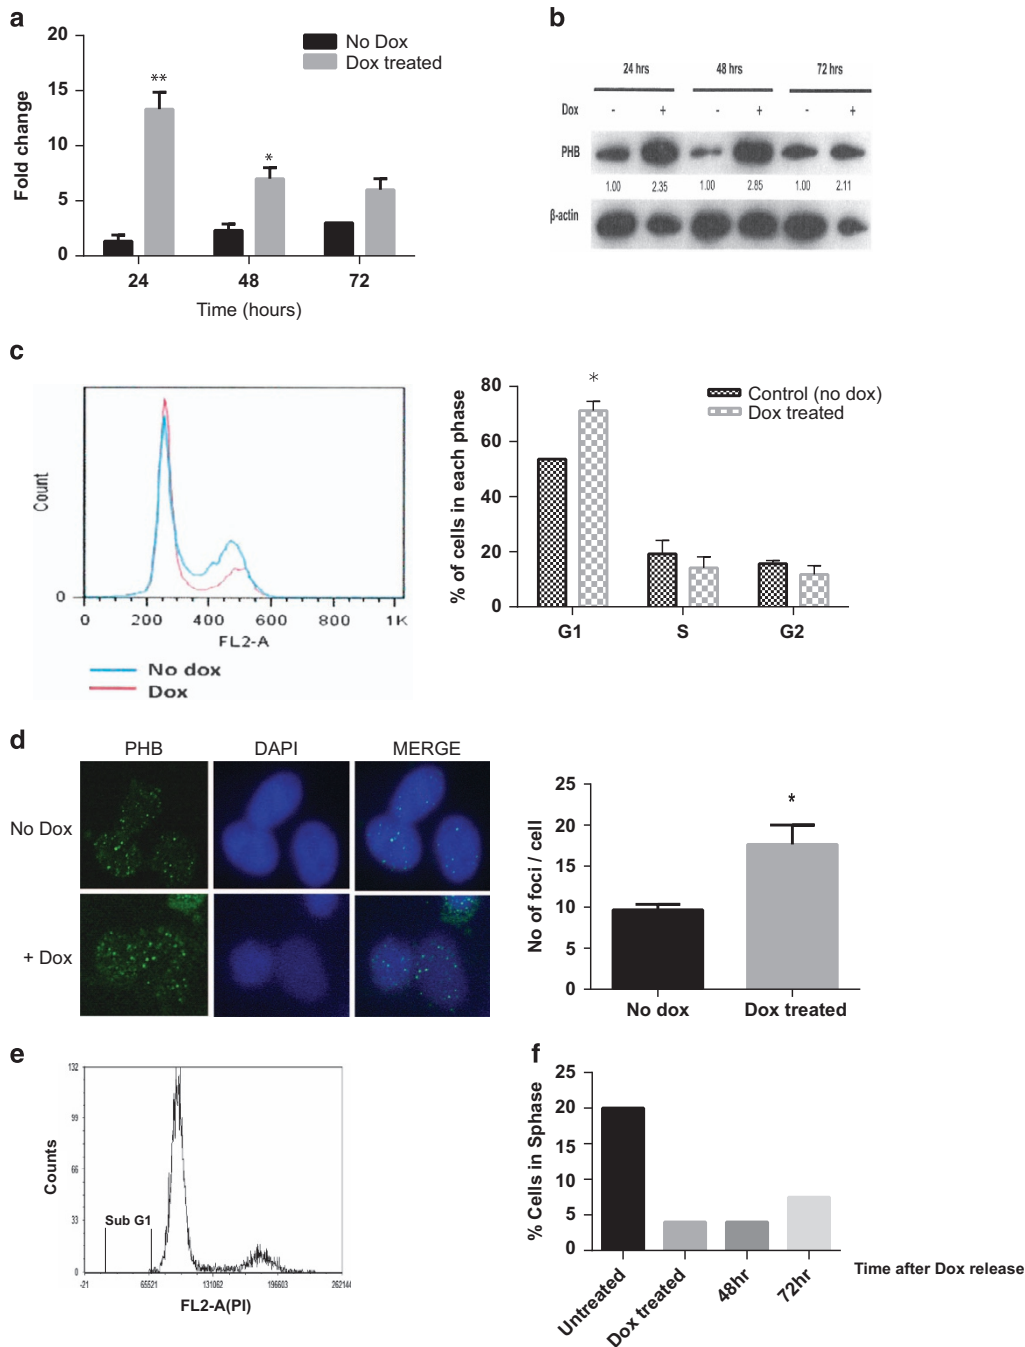 a
20
15
10
5
0
Fold change
**
*
No Dox
Dox treated
24 48 72
Time (hours)
b
24 hrs 48 hrs 72 hrs
Dox - + - + - +
PHB
1.00 2.35 1.00 2.85 1.00 2.11
β-actin
c
Count
0
0 200 400 600 800 1K
FL2-A
No dox
Dox
% of cells in each phase
80
60
40
20
0
*
Control (no dox)
Dox treated
G1 S G2
d
PHB DAPI MERGE
No Dox
+ Dox
No of foci / cell
25
20
15
10
5
0
*
No dox Dox treated
e
Counts
132
99
66
33
0
Sub G1
-21 65521 131062 196603 262144
FL2-A(PI)
f
% Cells in Sphase
25
20
15
10
5
0
Untreated
Dox treated
48hr
72hr
Time after Dox release